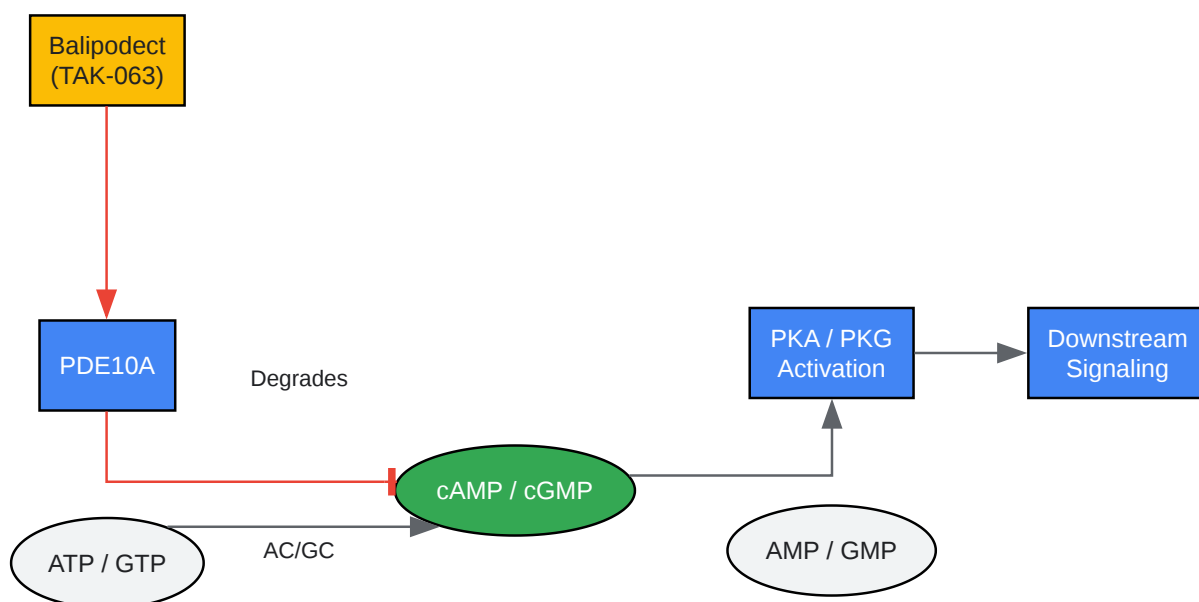 Balipodect
(TAK-063)
PDE10A
Degrades
PKA / PKG
Activation
Downstream
Signaling
cAMP / cGMP
ATP / GTP
AC/GC
AMP / GMP